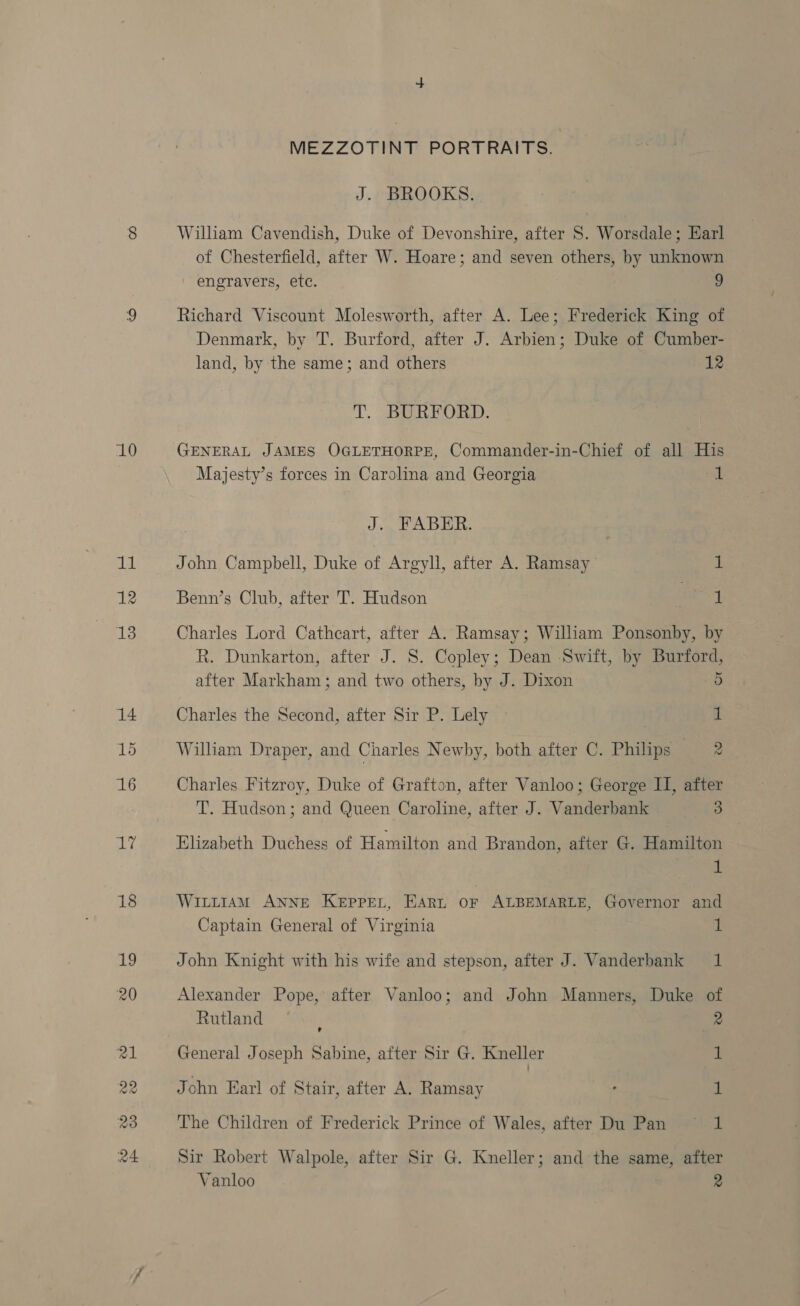 4
MEZZOTINT PORTRAITS.
J. BROOKS.
8 William Cavendish, Duke of Devonshire, after S. Worsdale; Earl
of Chesterfield, after W. Hoare; and seven others, by unknown
engravers, etc. 9
9 Richard Viscount Molesworth, after A. Lee; Frederick King of
Denmark, by T. Burford, after J. Arbien; Duke of Cumber-
land, by the same; and others 12
T. BURFORD.
10 GENERAL JAMES OGLETHORPE, Commander-in-Chief of all His
Majesty's forces in Carolina and Georgia 1
J. FABER.
11 John Campbell, Duke of Argyll, after A. Ramsay 1
12 Benn's Club, after T. Hudson 1
13 Charles Lord Cathcart, after A. Ramsay; William Ponsonby, by
R. Dunkarton, after J. S. Copley; Dean Swift, by Burford,
after Markham; and two others, by J. Dixon 5
14 Charles the Second, after Sir P. Lely 1
15 William Draper, and Charles Newby, both after C. Philips 2
16 Charles Fitzroy, Duke of Grafton, after Vanloo; George II, after
T. Hudson; and Queen Caroline, after J. Vanderbank 3
17 Elizabeth Duchess of Hamilton and Brandon, after G. Hamilton
1
18 WILLIAM ANNE KEPPEL, EARL OF ALBEMARLE, Governor and
Captain General of Virginia 1
19 John Knight with his wife and stepson, after J. Vanderbank 1
20 Alexander Pope, after Vanloo; and John Manners, Duke of
Rutland 2
21 General Joseph Sabine, after Sir G. Kneller 1
22 John Earl of Stair, after A. Ramsay 1
23 The Children of Frederick Prince of Wales, after Du Pan 1
24 Sir Robert Walpole, after Sir G. Kneller; and the same, after
Vanloo 2